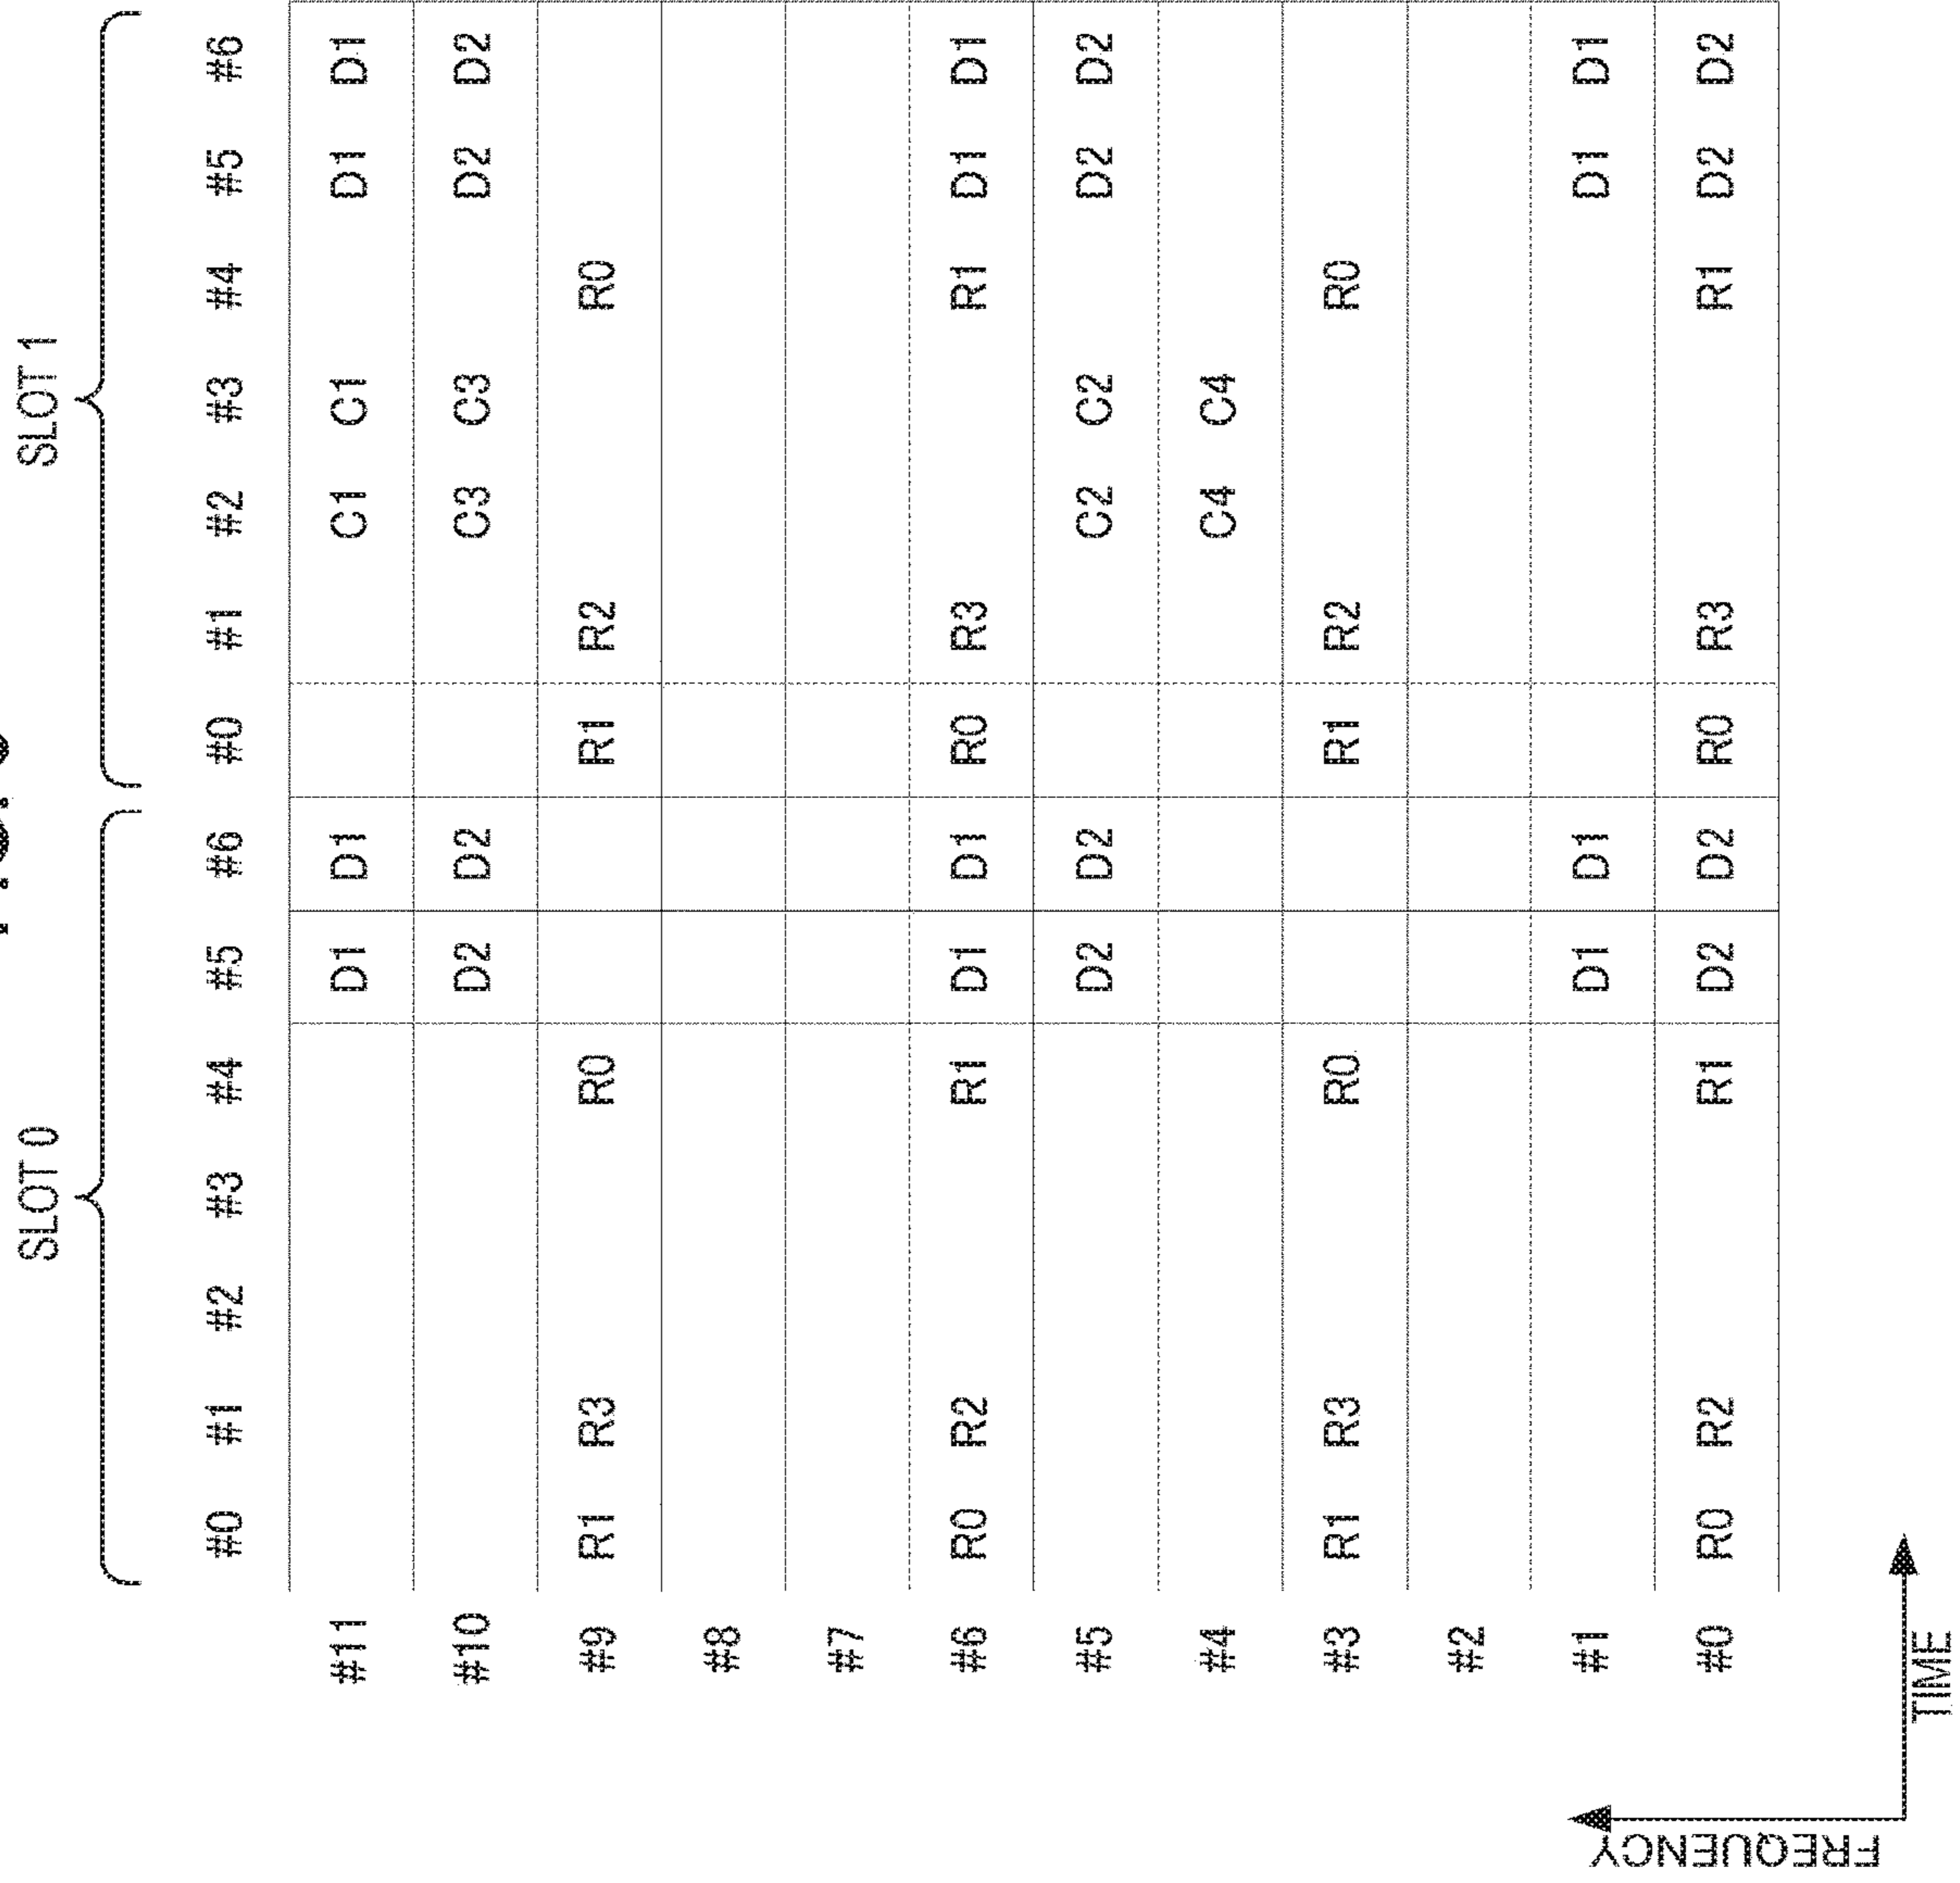 SLOT 0 SLOT 1
#0 #1 #2 #3 #4 #5 #6 #0 #1 #2 #3 #4 #5 #6
#11 D1 D1 C1 C1 D1 D1
#10 D2 D2 C3 C3 D2 D2
#9 R1 R3 R0 R1 R2 R0
#8
#7
#6 R0 R2 R1 D1 D1 R0 R3 R1 D1 D1
#5 D2 D2 C2 C2 D2 D2
#4 C4 C4
#3 R1 R3 R0 R1 R2 R0
#2
#1 D1 D1 D1 D1
#0 R0 R2 R1 D2 D2 R0 R3 R1 D2 D2
FREQUENCY
TIME